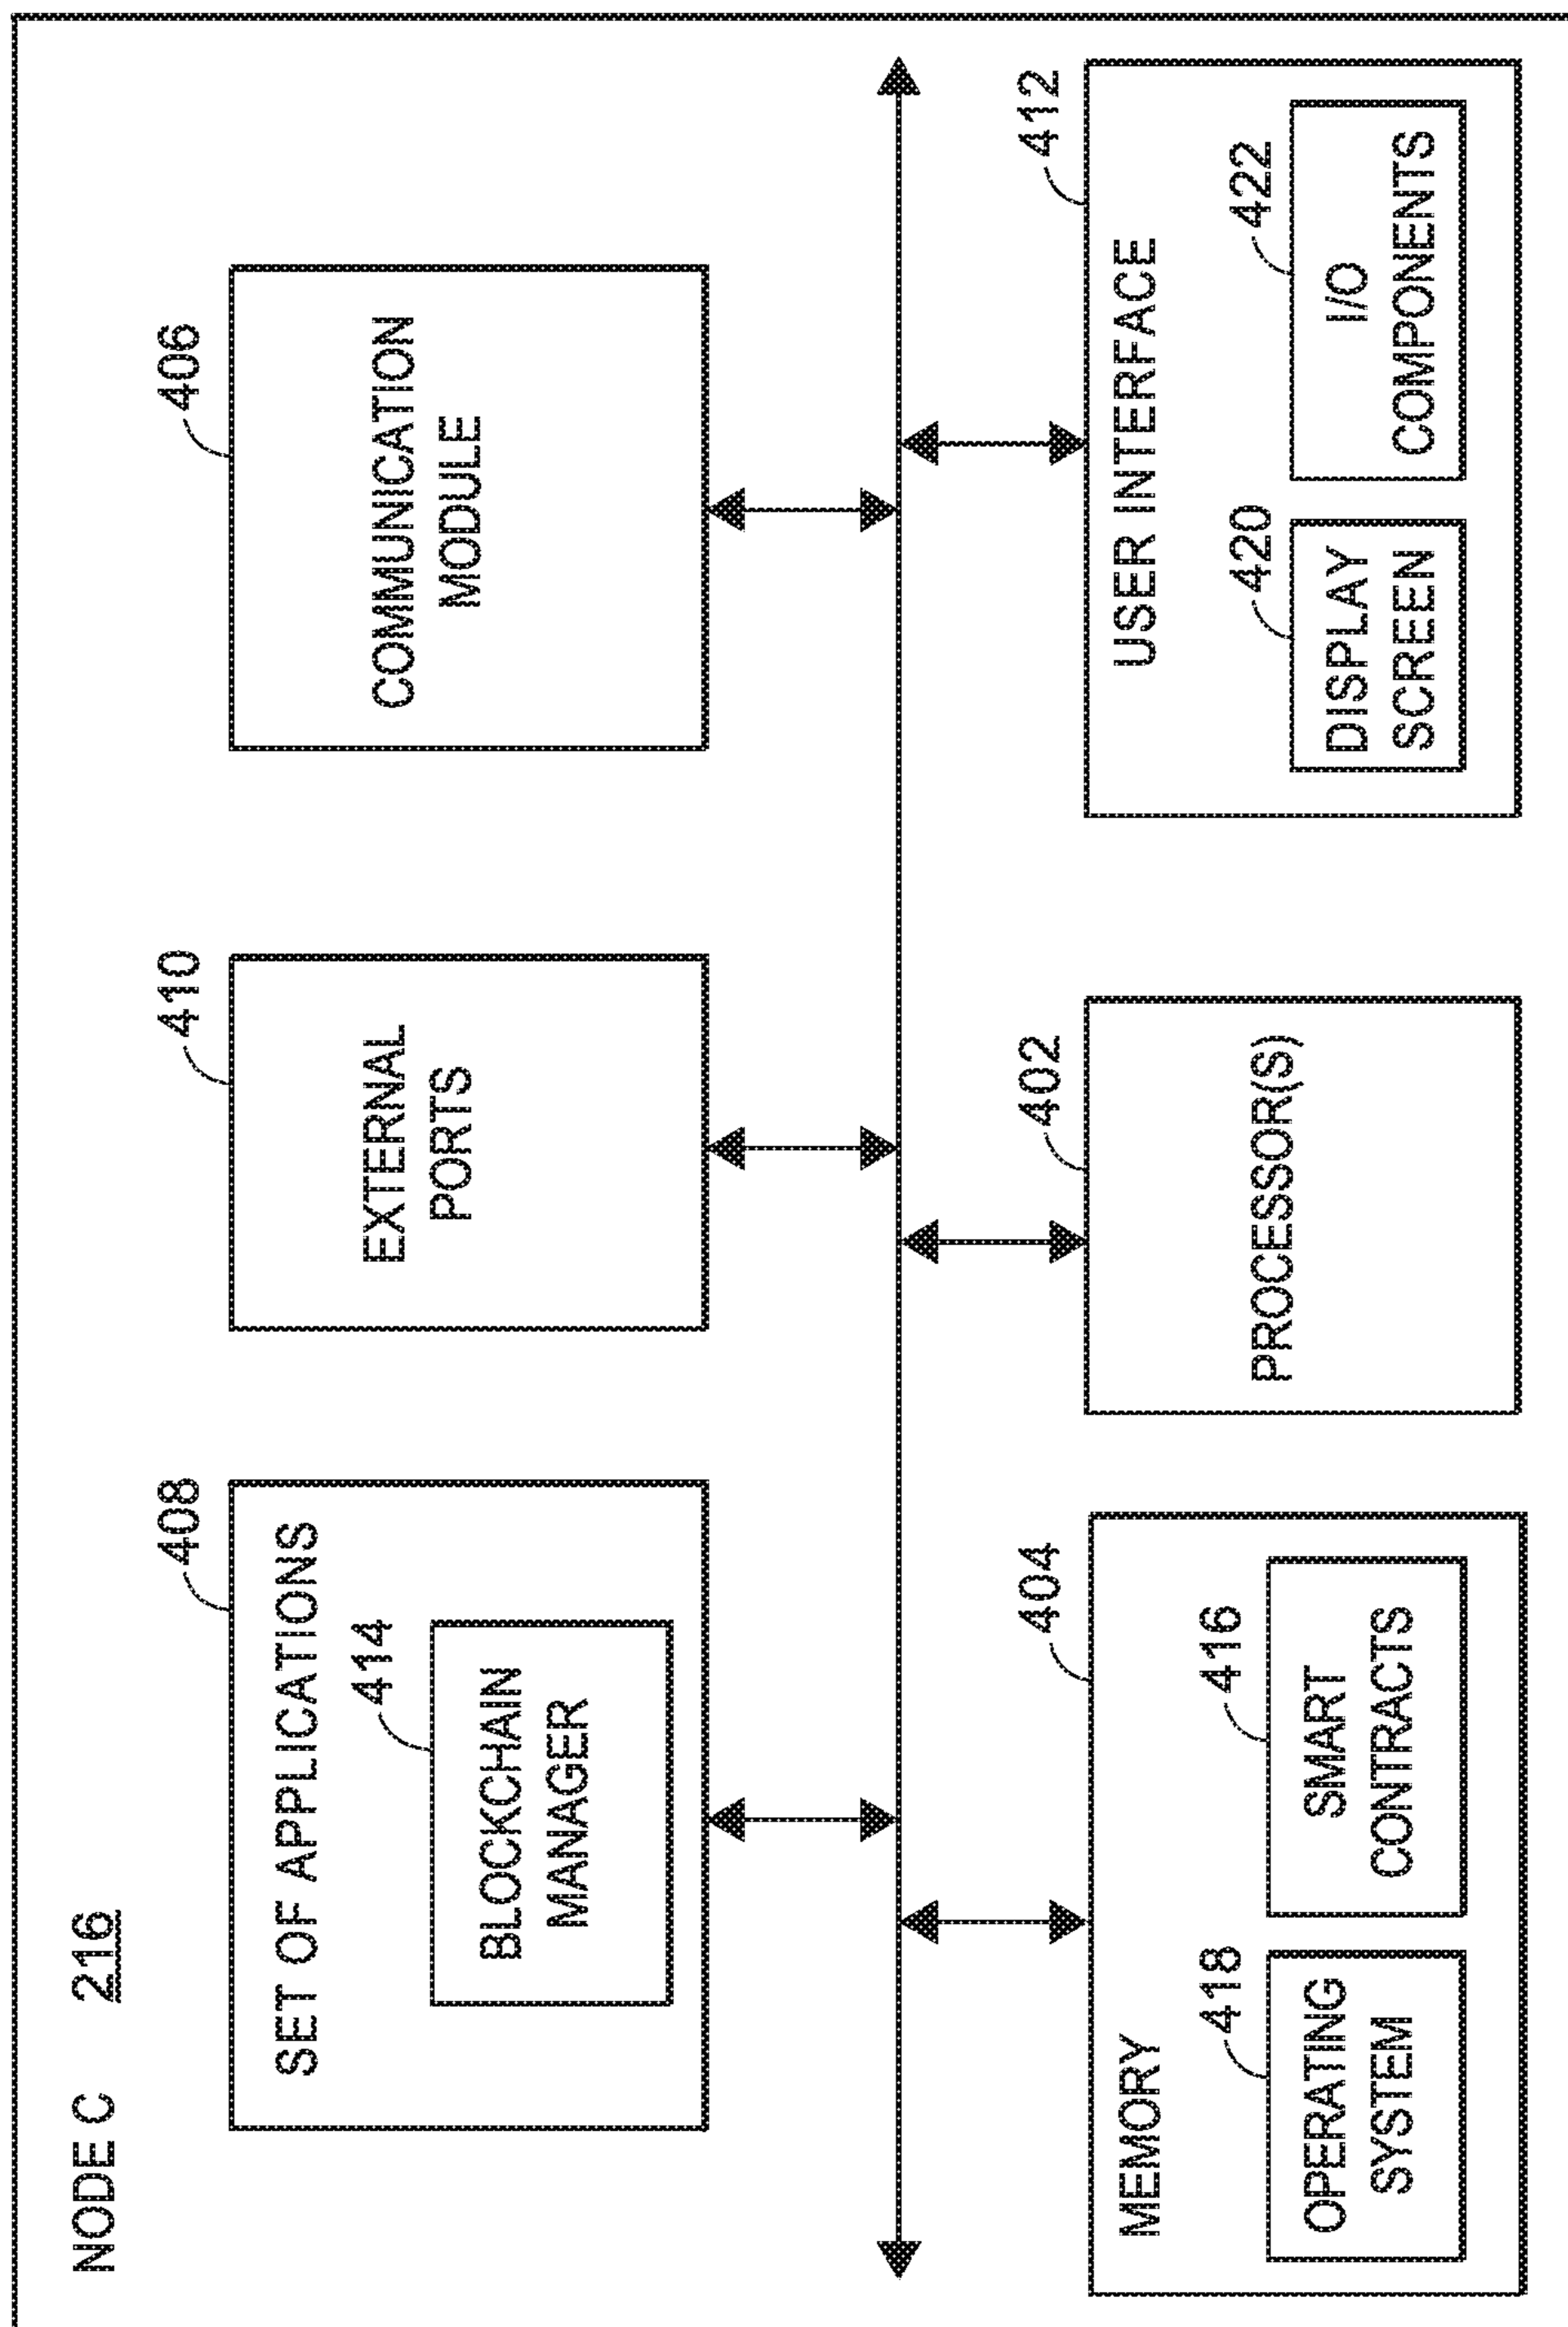 NODE C 216
408
SET OF APPLICATIONS
414
BLOCKCHAIN
MANAGER
410
EXTERNAL
PORTS
406
COMMUNICATION
MODULE
404
MEMORY
418
OPERATING
SYSTEM
416
SMART
CONTRACTS
402
PROCESSOR(S)
412
USER INTERFACE
420
DISPLAY
SCREEN
422
I/O
COMPONENTS